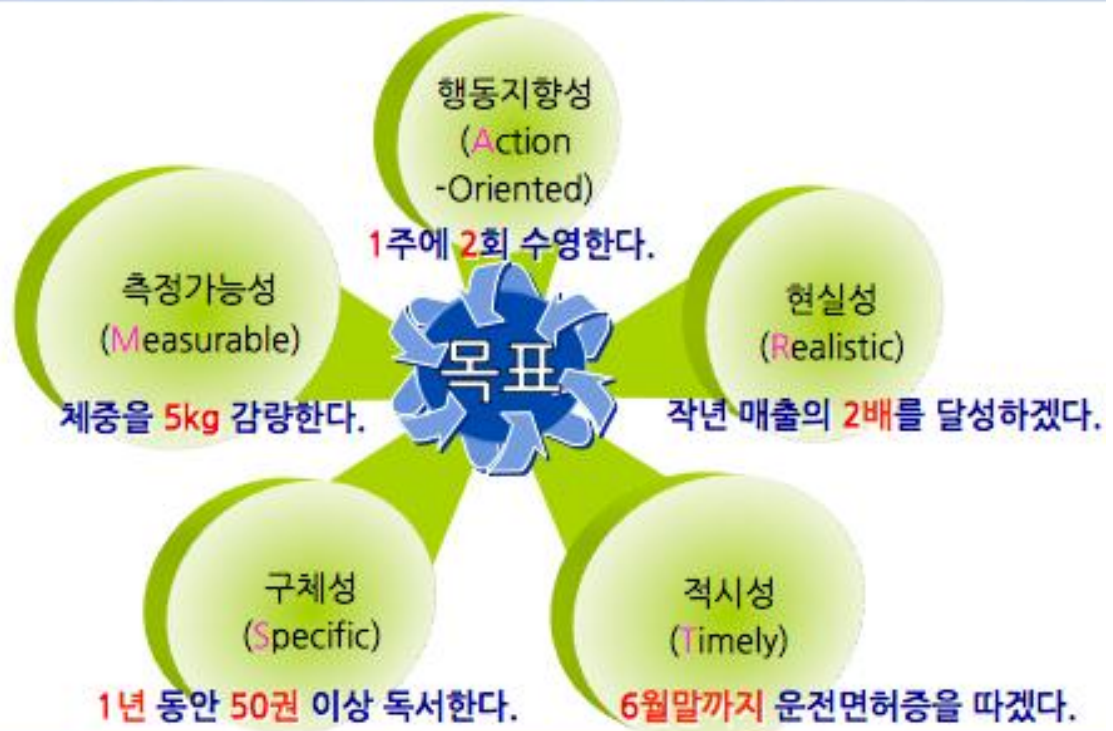 행동지향성
(Action
-Oriented)
1주에 2회 수영한다.
측정가능성
(Measurable)
체중을 5kg 감량한다.
목표
현실성
(Realistic)
작년 매출의 2배를 달성하겠다.
구체성
(Specific)
1년 동안 50권 이상 독서한다.
적시성
(Timely)
6월말까지 운전면허증을 따겠다.